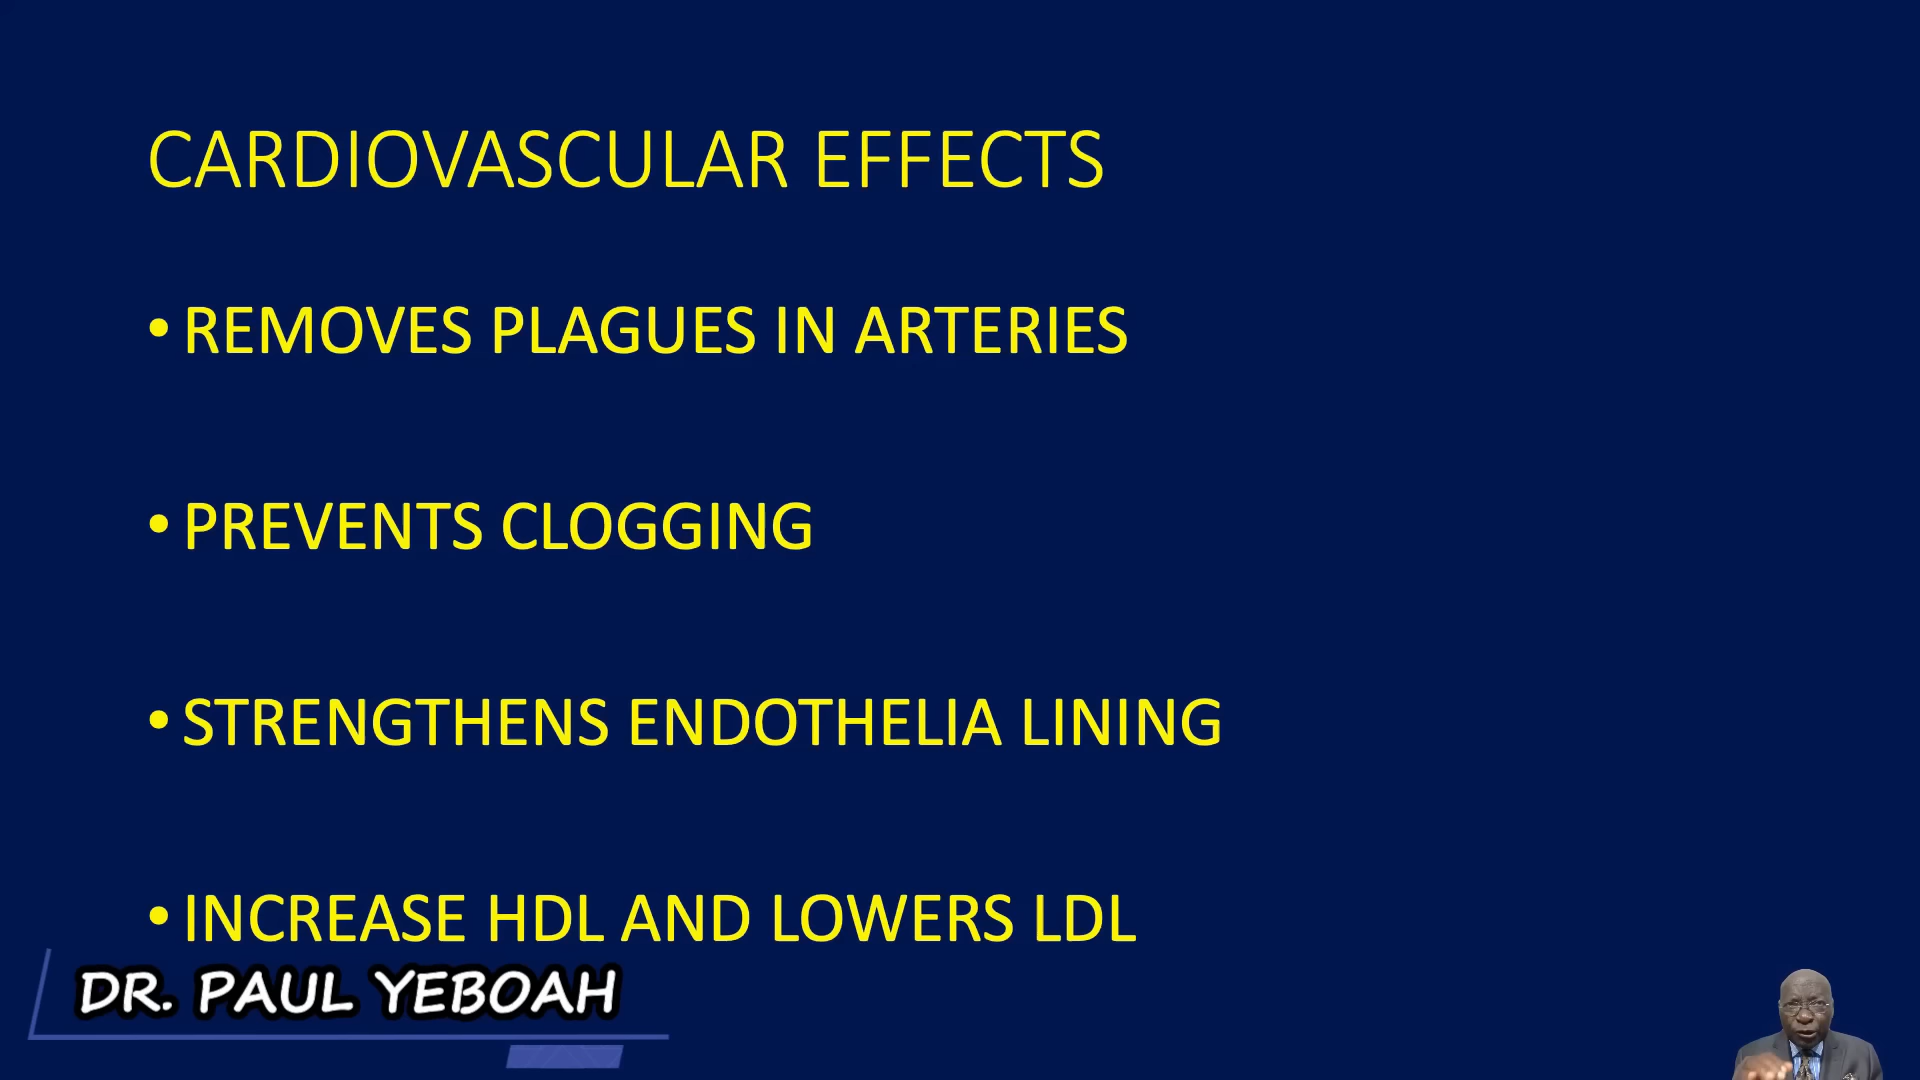 CARDIOVASCULAR EFFECTS
• REMOVES PLAGUES IN ARTERIES
• PREVENTS CLOGGING
• STRENGTHENS ENDOTHELIA LINING
• INCREASE HDL AND LOWERS LDL
DR. PAUL YEBOAH